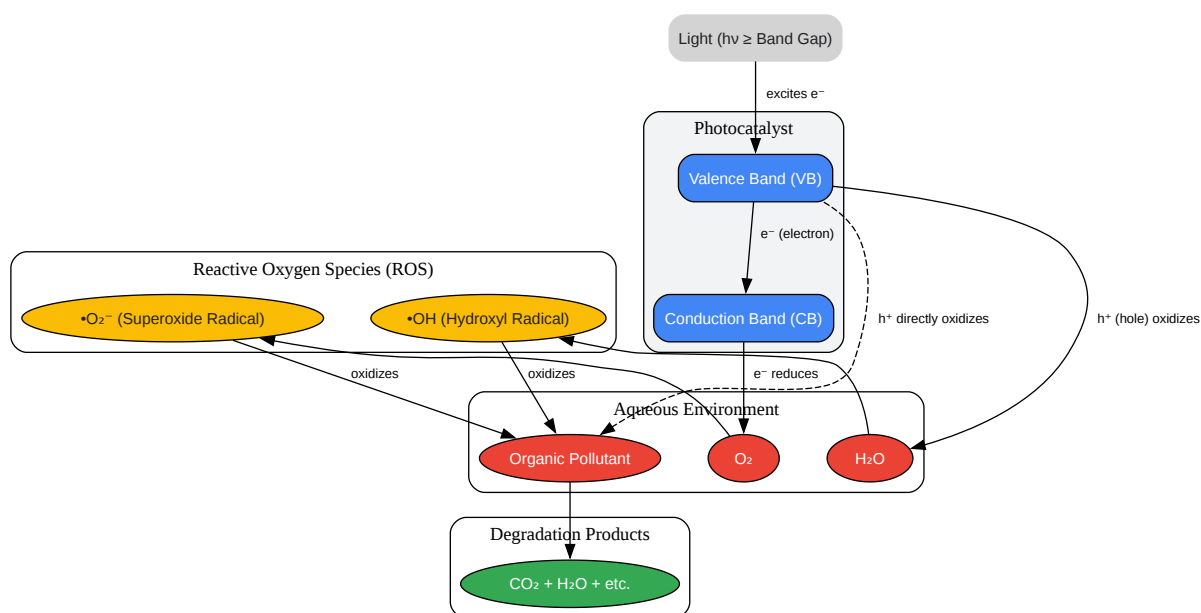 Light (hν ≥ Band Gap)
excites e⁻
Photocatalyst
Valence Band (VB)
e⁻ (electron)
Reactive Oxygen Species (ROS)
•O₂⁻ (Superoxide Radical)
•OH (Hydroxyl Radical)
Conduction Band (CB)
h⁺ directly oxidizes
h⁺ (hole) oxidizes
oxidizes
oxidizes
e⁻ reduces
Aqueous Environment
Organic Pollutant
O₂
H₂O
Degradation Products
CO₂ + H₂O + etc.